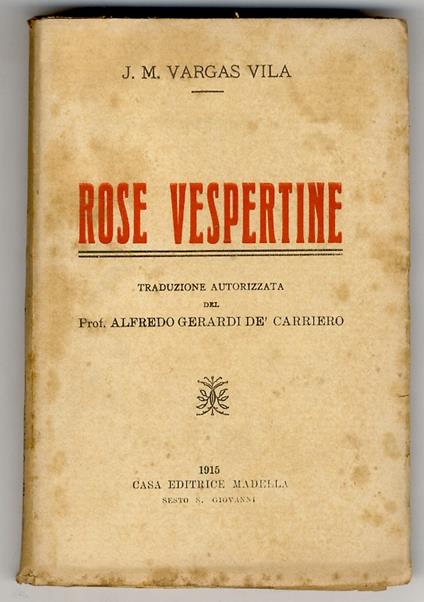 J. M. VARGAS VILA
ROSE VESPERTINE
TRADUZIONE AUTORIZZATA
DEL
Prof. ALFREDO GERARDI DE' CARRIERO
1915
CASA EDITRICE MADELLA
SESTO S. GIOVANNI